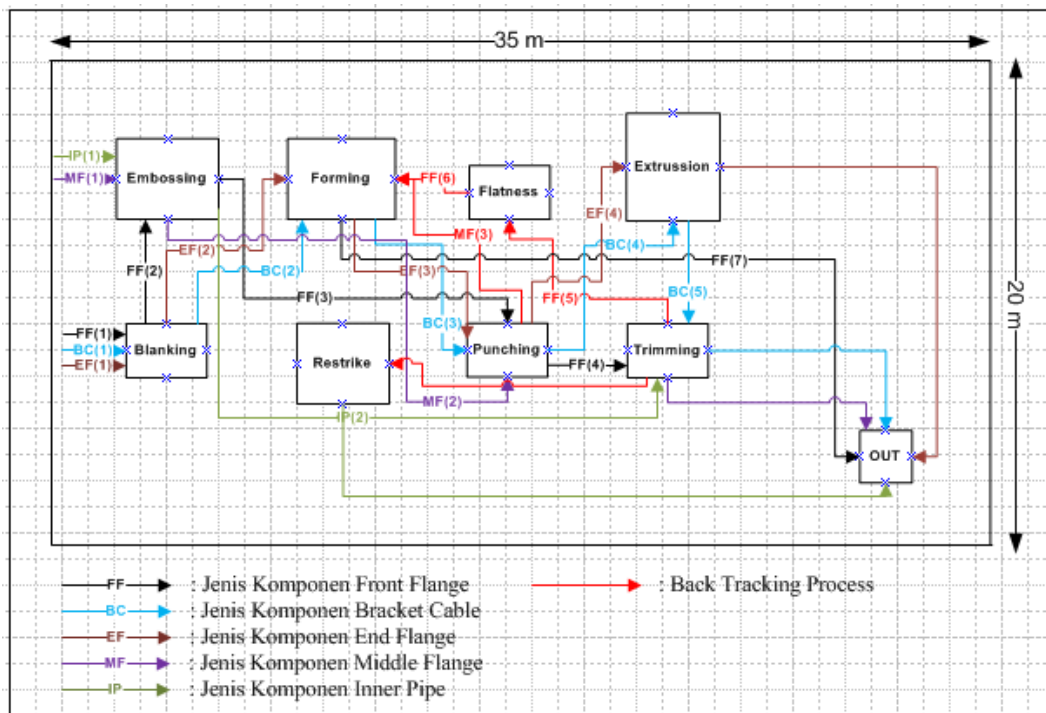 35 m
20 m
IP(1)
MF(1)
Embossing
Forming
FF(6)
Flatness
Extrussion
EF(4)
MF(3)
EF(2)
BC(4)
FF(2)
BC(2)
EF(3)
FF(7)
FF(3)
FF(5)
BC(5)
BC(3)
FF(1)
BC(1)
EF(1)
Blanking
Restrike
Punching
FF(4)
Trimming
MF(2)
IP(2)
OUT
FF : Jenis Komponen Front Flange
: Back Tracking Process
BC : Jenis Komponen Bracket Cable
EF : Jenis Komponen End Flange
MF : Jenis Komponen Middle Flange
IP : Jenis Komponen Inner Pipe